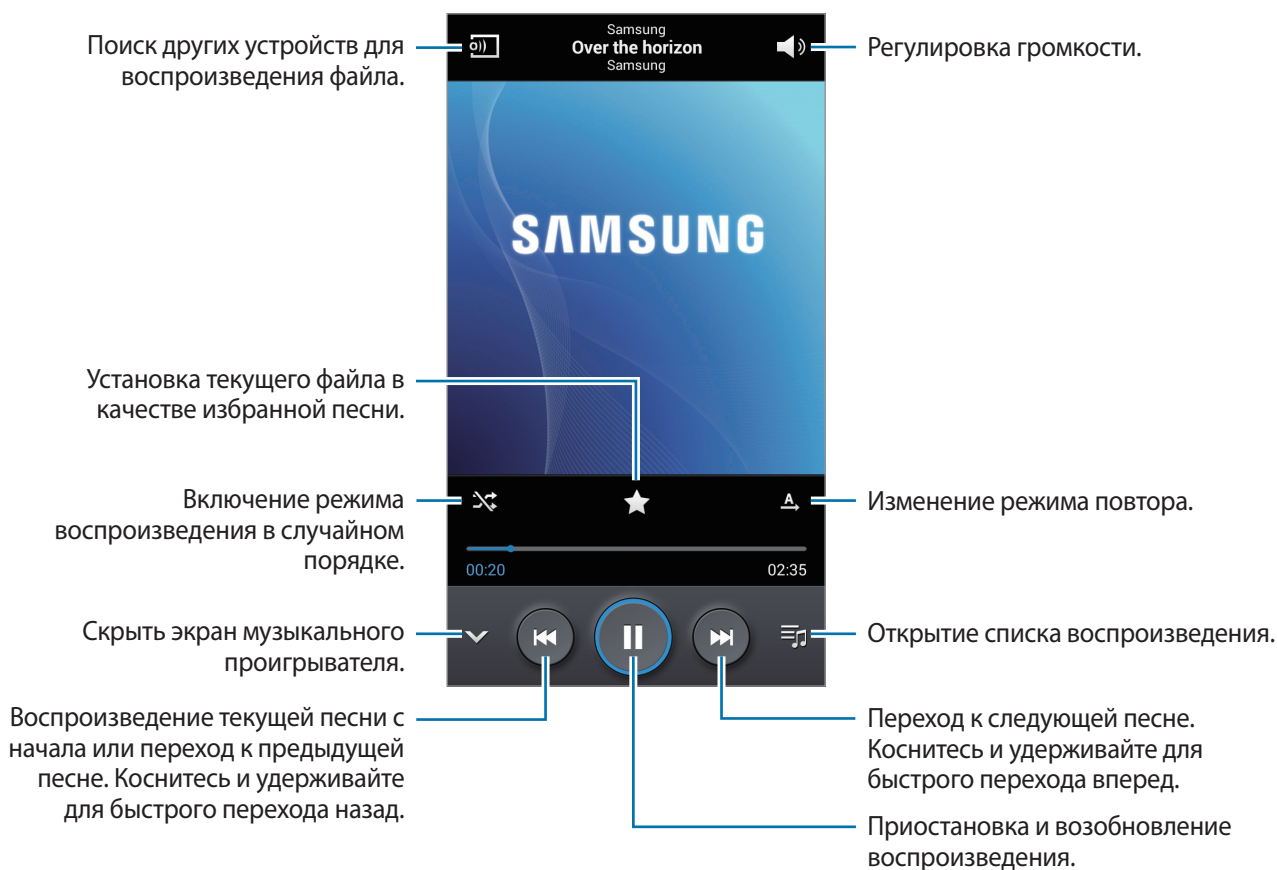 Поиск других устройств для
воспроизведения файла.
Samsung
Over the horizon
Samsung
Регулировка громкости.
SAMSUNG
Установка текущего файла в
качестве избранной песни.
Включение режима
воспроизведения в случайном
порядке.
A
Изменение режима повтора.
00:20
02:35
Скрыть экран музыкального
проигрывателя.
Открытие списка воспроизведения.
Воспроизведение текущей песни с
начала или переход к предыдущей
песне. Коснитесь и удерживайте
для быстрого перехода назад.
Переход к следующей песне.
Коснитесь и удерживайте для
быстрого перехода вперед.
Приостановка и возобновление
воспроизведения.